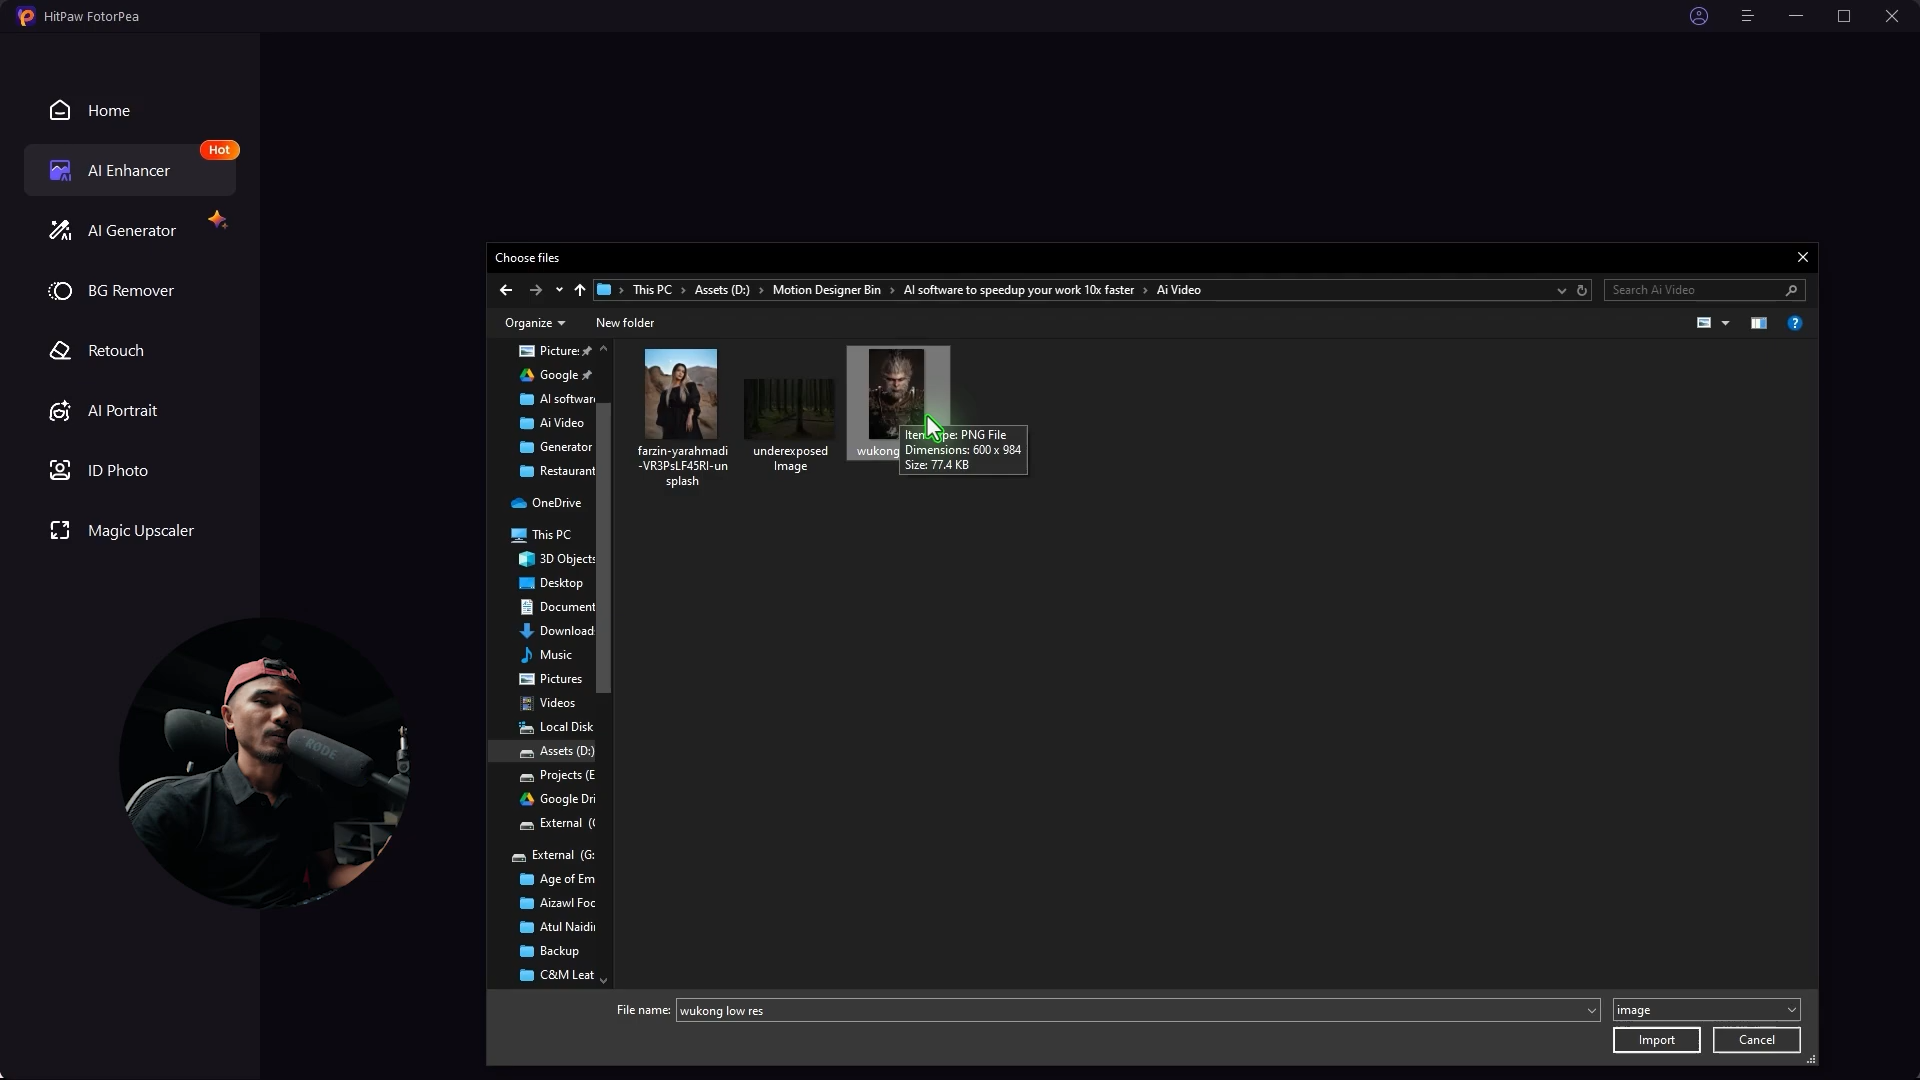 HitPaw FotorPea
Home
Hot
AI Enhancer
AI Generator
BG Remover
Retouch
AI Portrait
ID Photo
Magic Upscaler
RØDE
Choose files
This PC > Assets (D:) > Motion Designer Bin > AI software to speedup your work 10x faster > Ai Video
Search Ai Video
Organize
New folder
Google
AI softwar
Ai Video
Generator
Restaurant
OneDrive
This PC
3D Objects
Desktop
Document
Download
Music
Pictures
Videos
Local Disk
Assets (D:)
Projects (E
Google Dri
External (
External (G:
Age of Em
Aizawl Foc
Atul Naidi
Backup
C&M Leat
farzin-yarahmadi
-VR3PsLF45RI-un
splash
underexposed
Image
wukong
PNG File
Dimensions: 600 x 984
Size: 77.4 KB
File name:
wukong low res
image
Import
Cancel